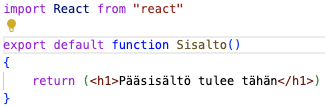 import React from "react"
export default function Sisalto()
{
    return (<h1>Pääsisältö tulee tähän</h1>)
}